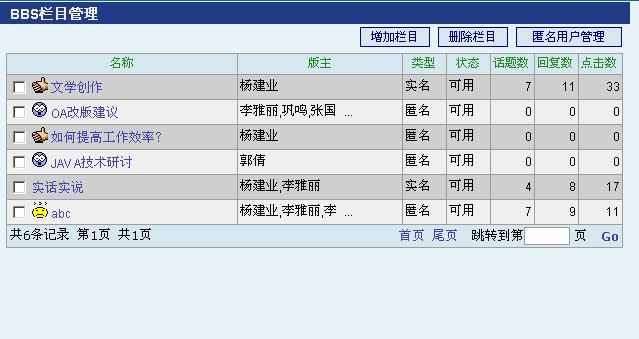 BBS栏目管理
增加栏目 删除栏目 匿名用户管理
名称 版主 类型 状态 话题数 回复数 点击数
文学创作 杨建业 实名 可用 7 11 33
OA改版建议 李雅丽,巩鸣,张国 ... 匿名 可用 0 0 0
如何提高工作效率? 杨建业 匿名 可用 0 0 0
JAVA技术研讨 郭倩 匿名 可用 0 0 0
实话实说 杨建业,李雅丽 实名 可用 4 8 17
abc 杨建业,李雅丽,李 ... 匿名 可用 7 9 11
共6条记录 第1页 共1页 首页 尾页 跳转到第 页 Go